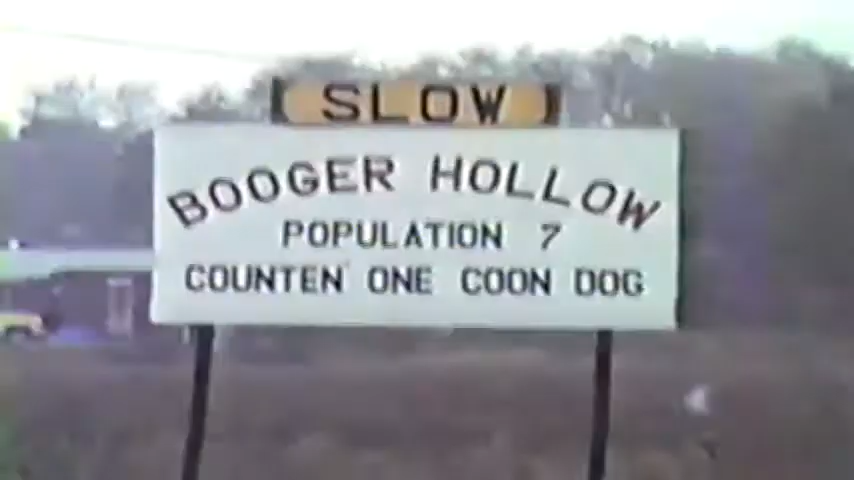 SLOW
BOOGER HOLLOW
POPULATION 7
COUNTEN ONE COON DOG